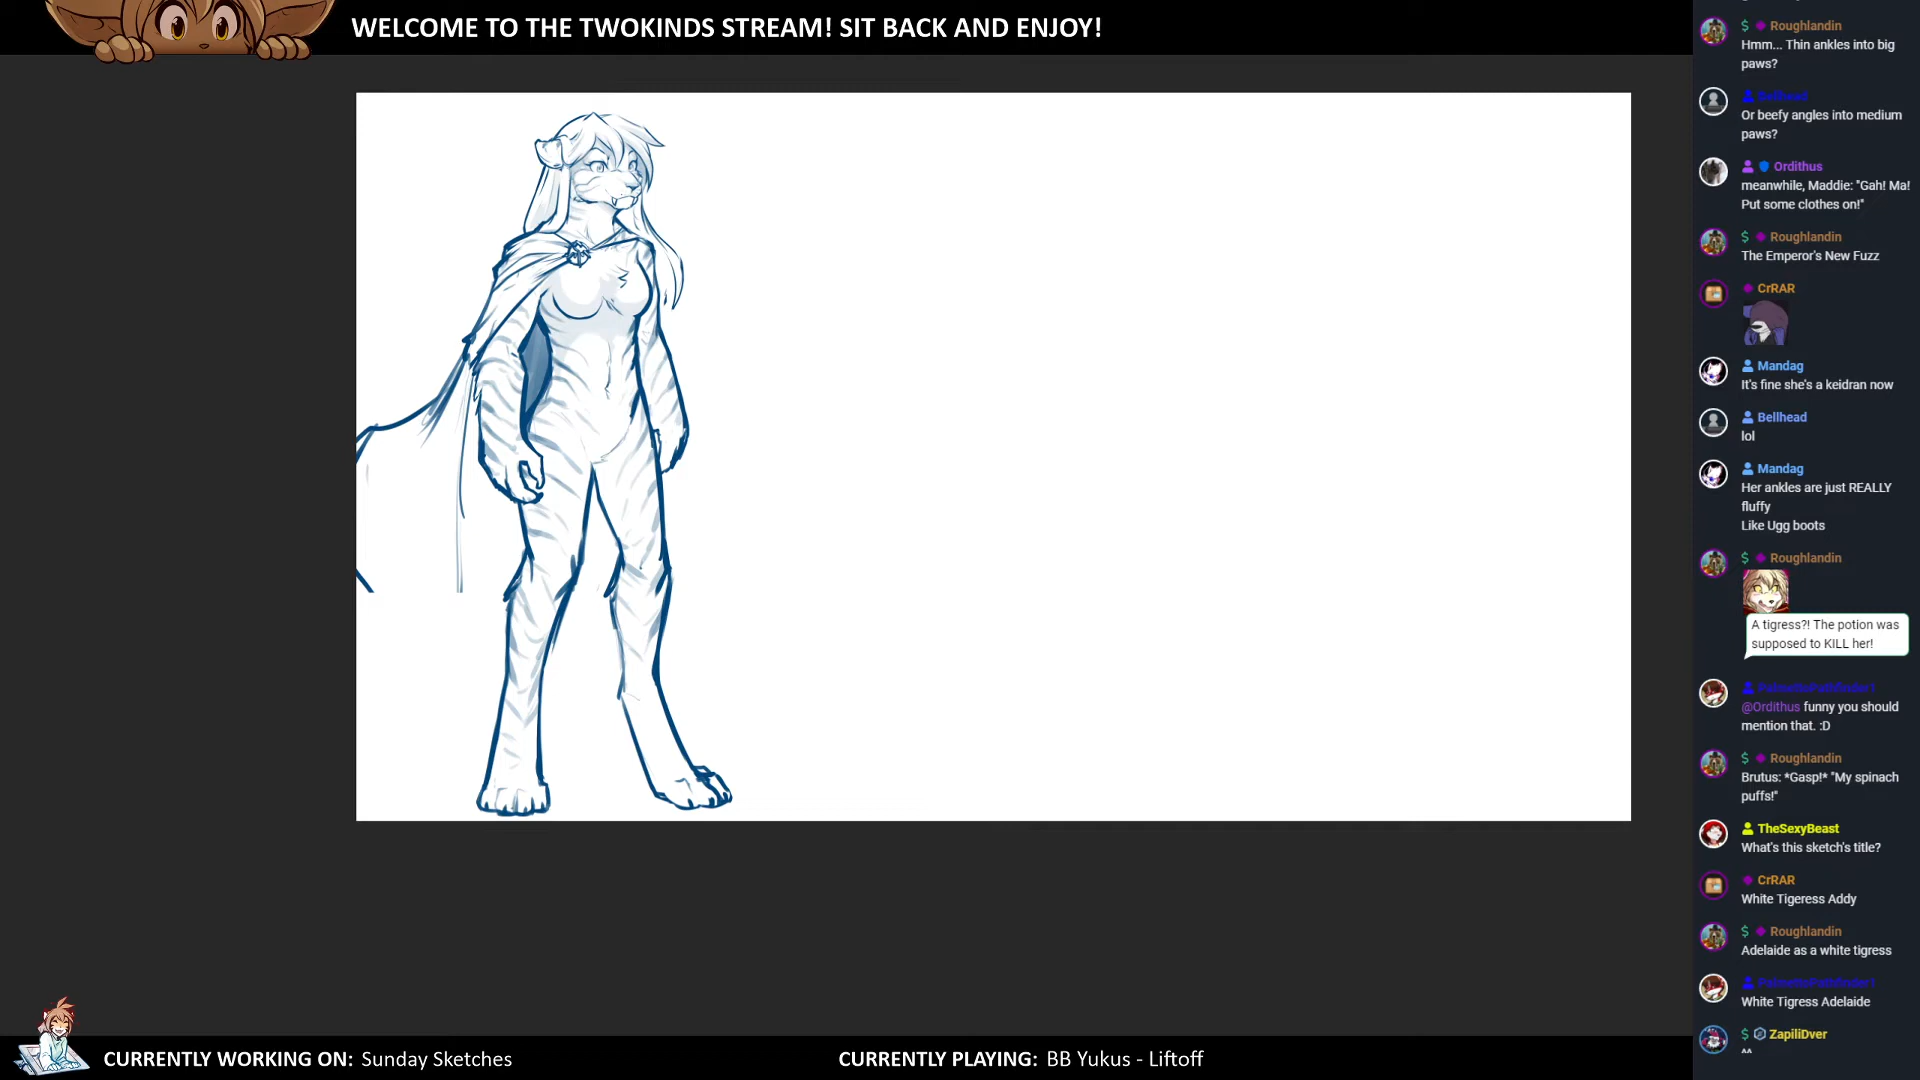 WELCOME TO THE TWOKINDS STREAM! SIT BACK AND ENJOY!
$ Roughlandin
Hmm... Thin ankles into big
paws?
Bellhead
Or beefy angles into medium
paws?
Ordithus
meanwhile, Maddie: "Gah! Ma!
Put some clothes on!"
$ Roughlandin
The Emperor's New Fuzz
CrRAR
Mandag
It's fine she's a keidran now
Bellhead
lol
Mandag
Her ankles are just REALLY
fluffy
Like Ugg boots
$ Roughlandin
A tigress?! The potion was
supposed to KILL her!
PalmettoPathfinder1
@Ordithus funny you should
mention that. :D
$ Roughlandin
Brutus: *Gasp!* "My spinach
puffs!"
TheSexyBeast
What's this sketch's title?
CrRAR
White Tigeress Addy
$ Roughlandin
Adelaide as a white tigress
PalmettoPathfinder1
White Tigress Adelaide
$ ZapiliDver
^^
CURRENTLY WORKING ON: Sunday Sketches
CURRENTLY PLAYING: BB Yukus - Liftoff